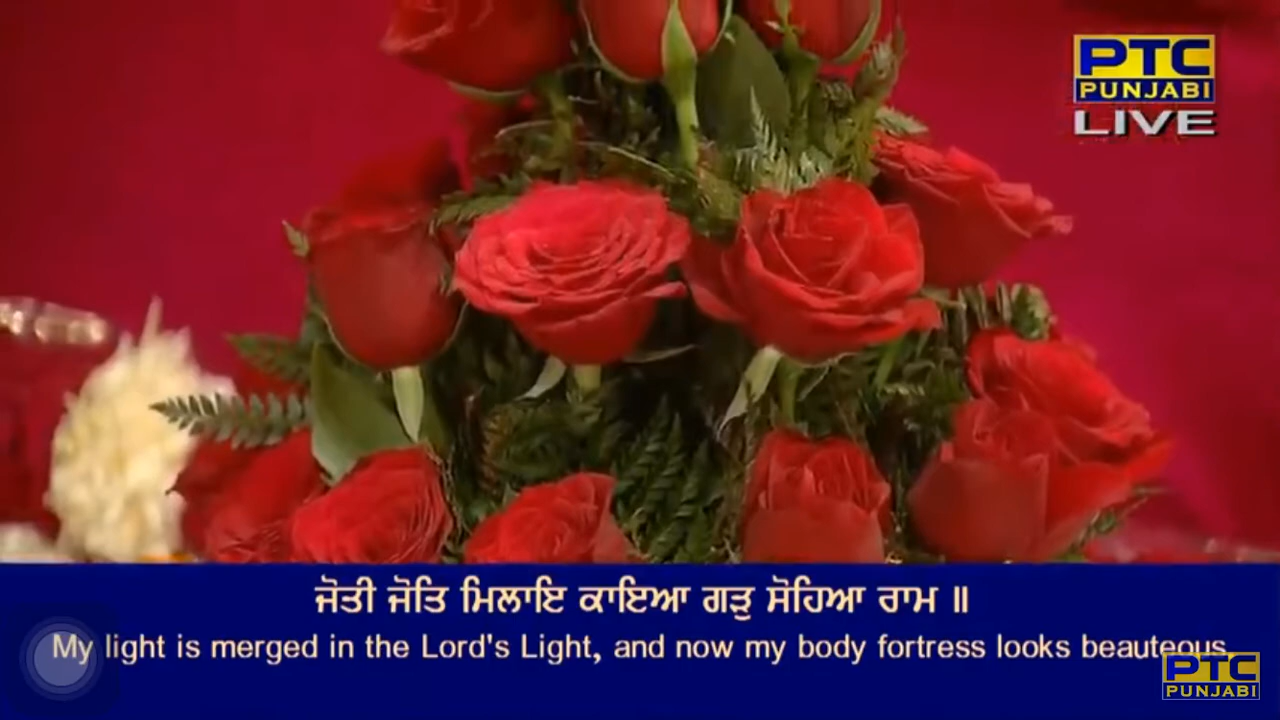 PTC
PUNJABI
LIVE
ਜੋਤੀ ਜੋਤਿ ਮਿਲਾਇ ਕਾਇਆ ਗੜੁ ਸੋਹਿਆ ਰਾਮ ॥
My light is merged in the Lord's Light, and now my body fortress looks beauteous.
PTC
PUNJABI